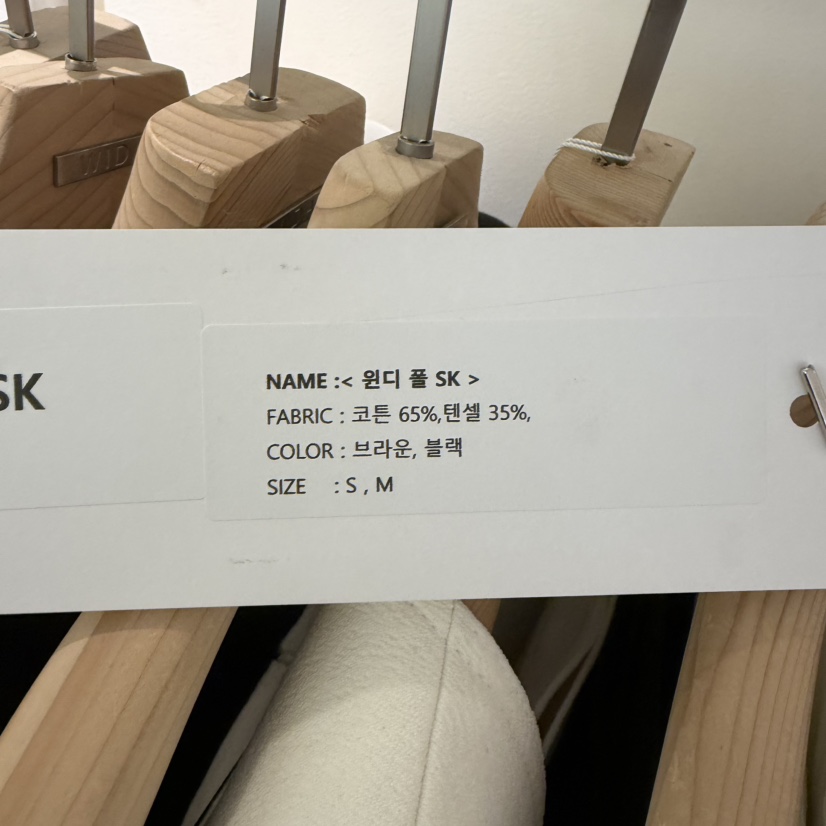 WID
SK
NAME :< 윈디 폴 SK >
FABRIC : 코튼 65%,텐셀 35%,
COLOR : 브라운, 블랙
SIZE : S , M